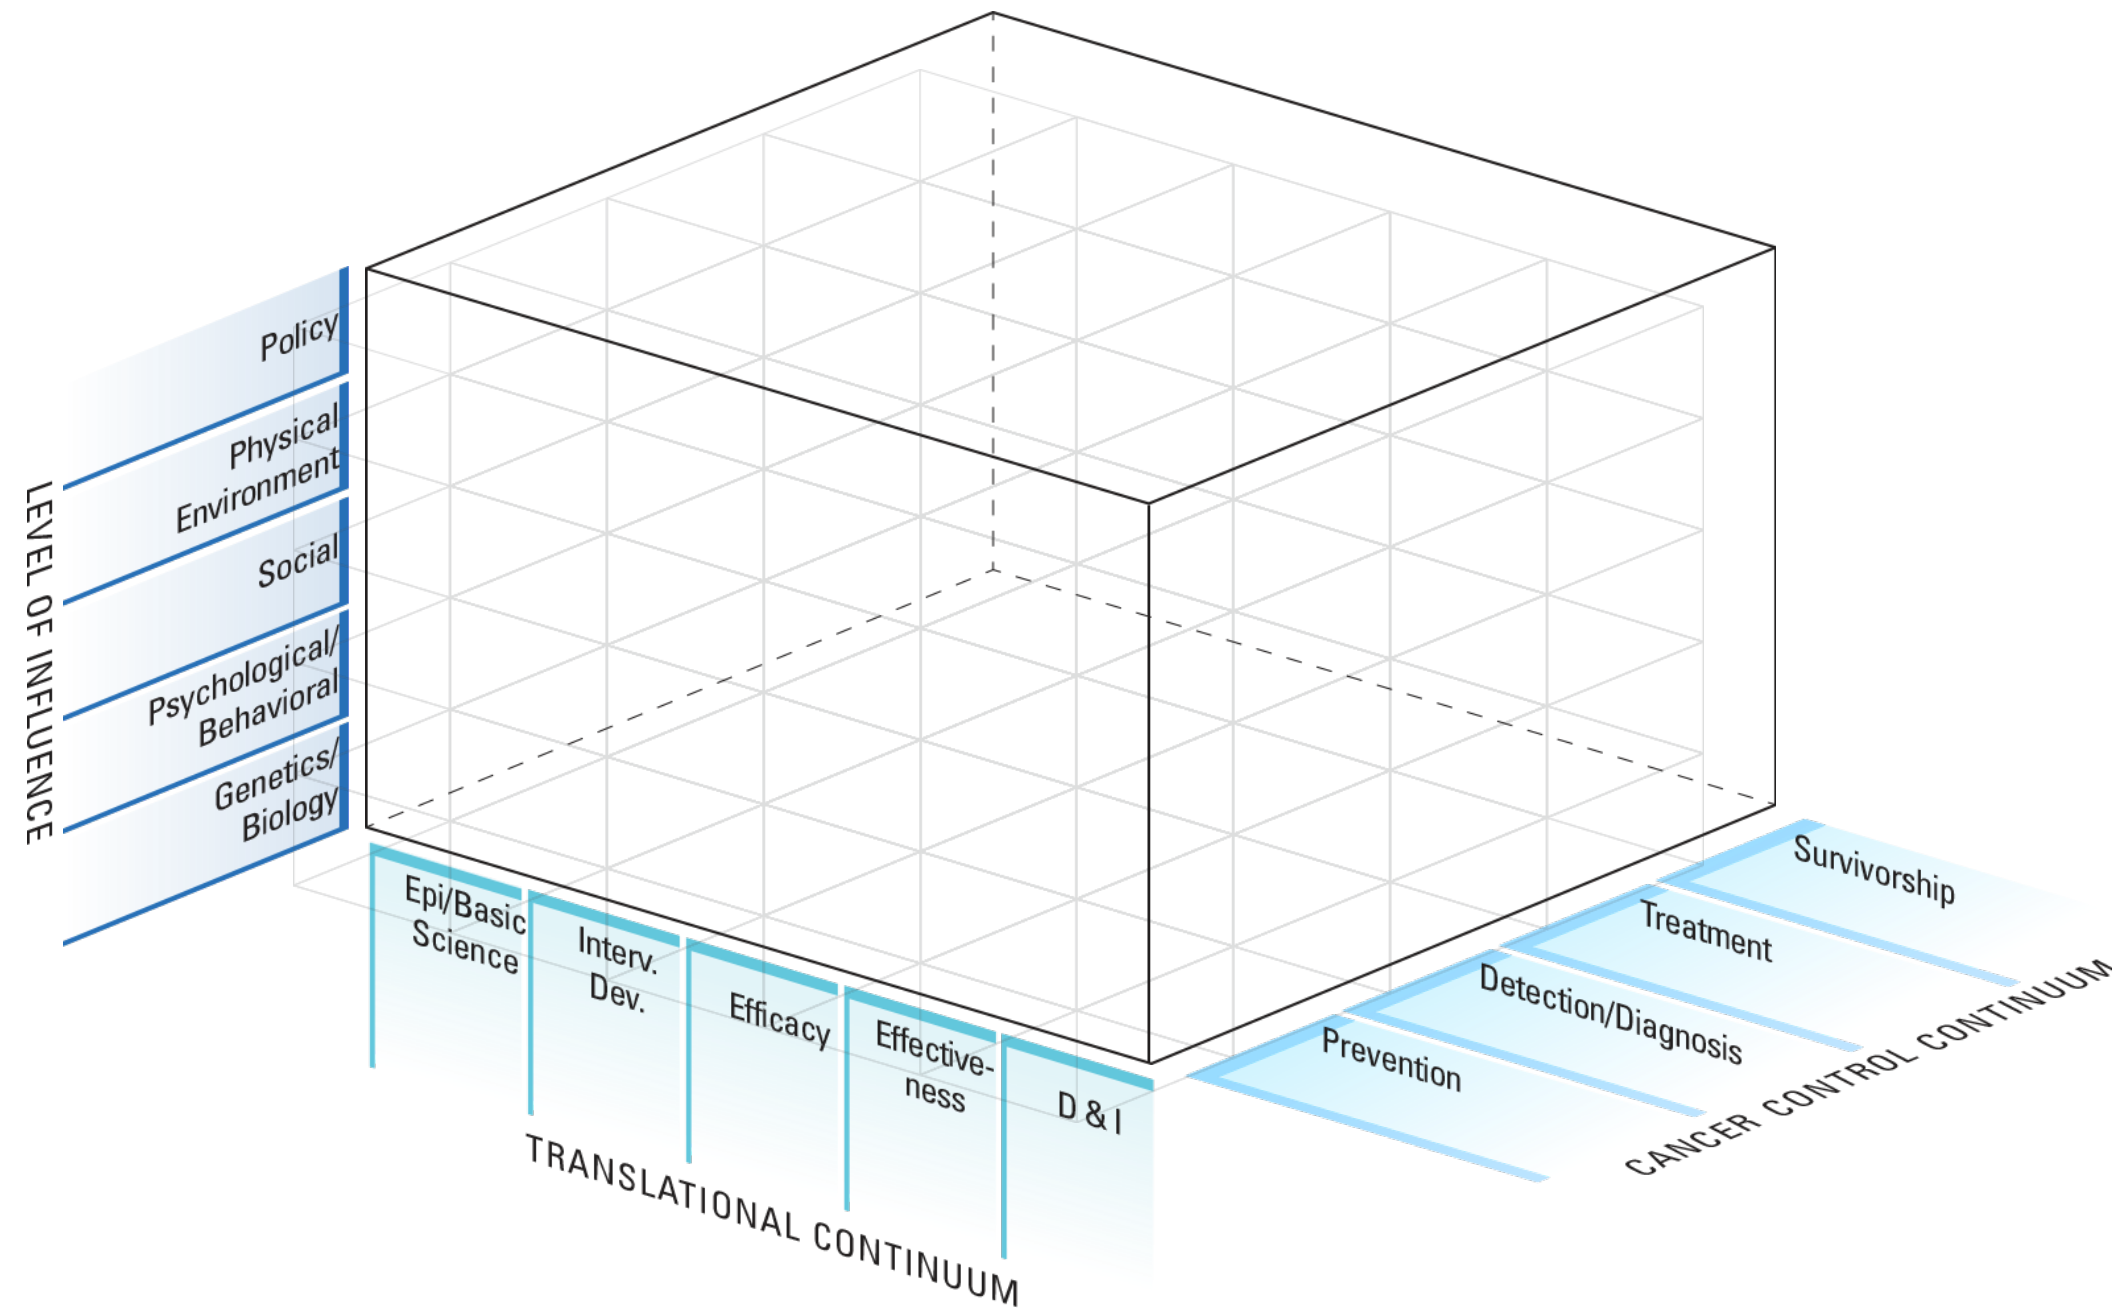 LEVEL OF INFLUENCE
Policy
Physical
Environment
Social
Psychological/
Behavioral
Genetics/
Biology
Epi/Basic
Science
Interv.
Dev.
Efficacy
Effective-
ness
D & I
TRANSLATIONAL CONTINUUM
Prevention
Detection/Diagnosis
Treatment
Survivorship
CANCER CONTROL CONTINUUM